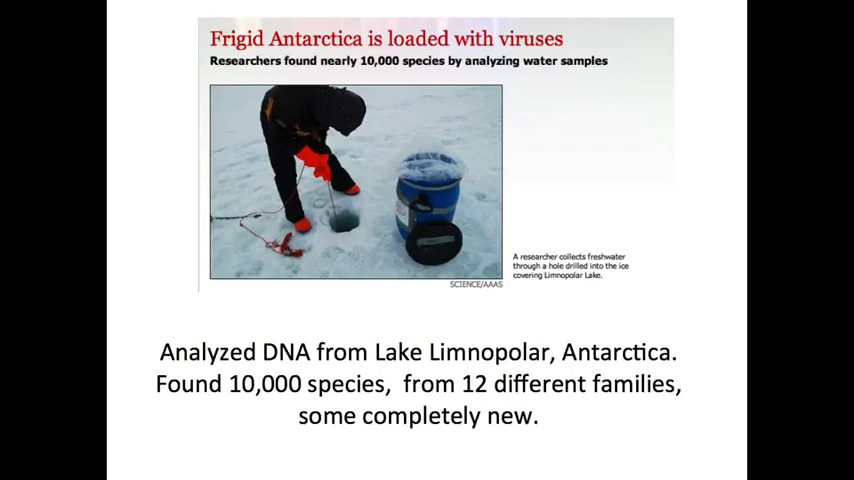 Frigid Antarctica is loaded with viruses
Researchers found nearly 10,000 species by analyzing water samples
A researcher collects freshwater
through a hole drilled into the ice
covering Limnopolar Lake.
SCIENCE/AAAS
Analyzed DNA from Lake Limnopolar, Antarctica.
Found 10,000 species, from 12 different families,
some completely new.